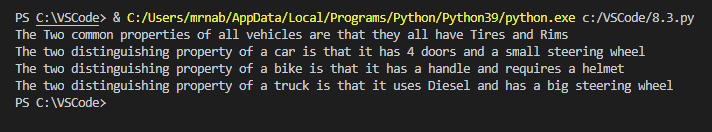 PS C:\VSCode> & C:/Users/mrnab/AppData/Local/Programs/Python/Python39/python.exe c:/VSCode/8.3.py
The Two common properties of all vehicles are that they all have Tires and Rims
The two distinguishing property of a car is that it has 4 doors and a small steering wheel
The two distinguishing property of a bike is that it has a handle and requires a helmet
The two distinguishing property of a truck is that it uses Diesel and has a big steering wheel
PS C:\VSCode>